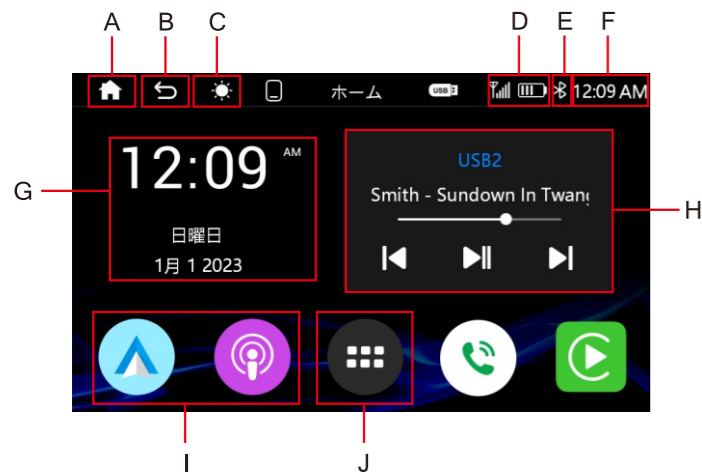 A B C D E F
ホーム USB 12:09 AM
G 12:09 AM
日曜日
1月 1 2023
USB2
Smith - Sundown In Twang
H
I J